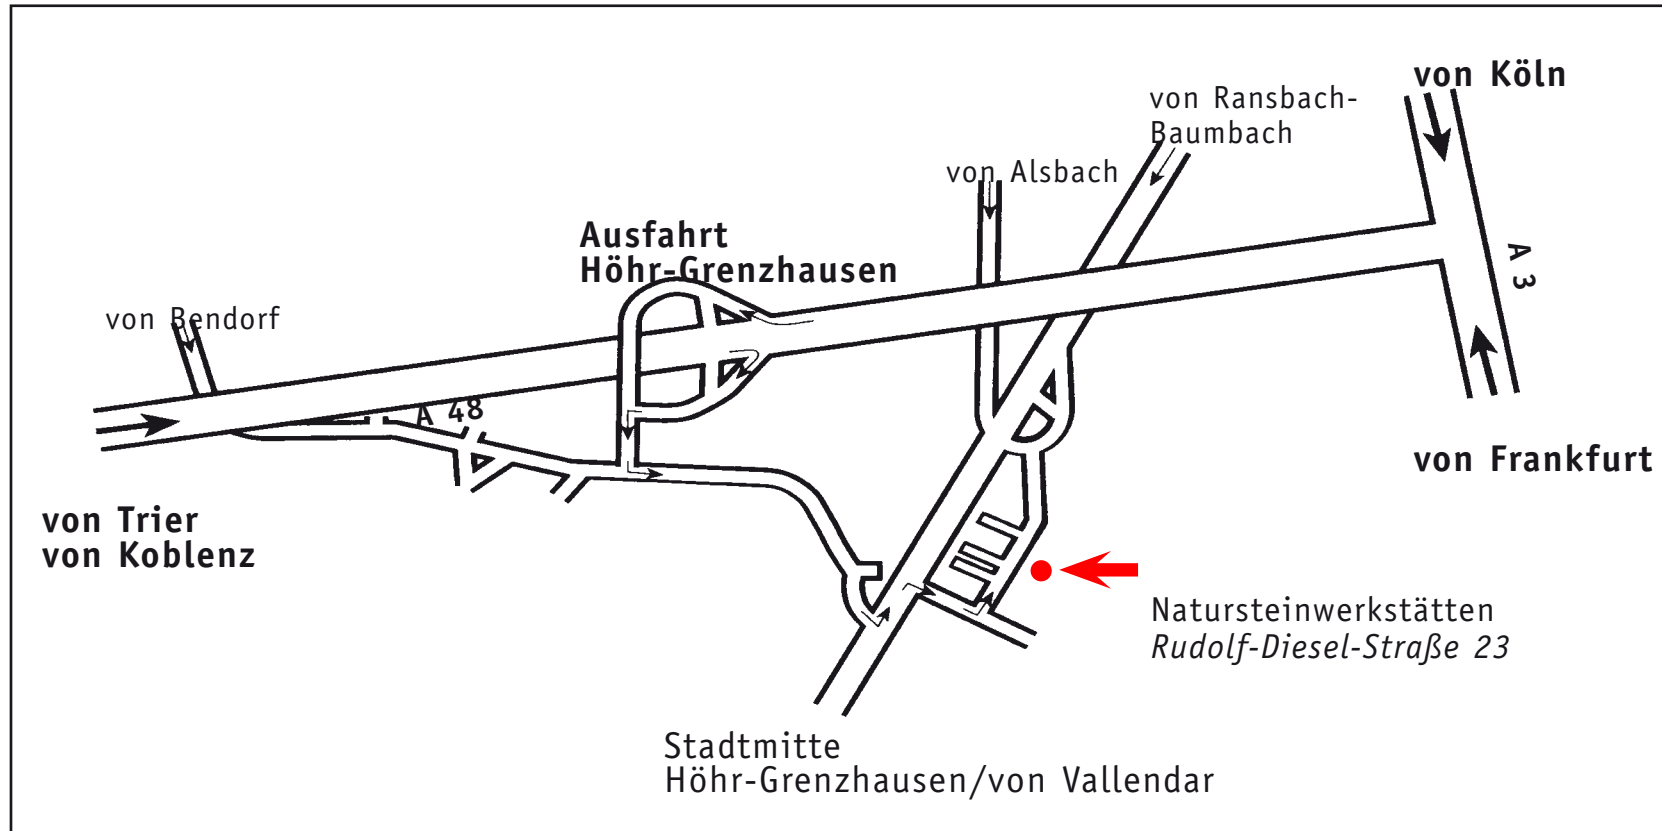 von Köln
von Ransbach-
Baumbach
von Alsbach
Ausfahrt
Höhr-Grenzhausen
A 3
von Bendorf
A 48
von Frankfurt
von Trier
von Koblenz
Natursteinwerkstätten
Rudolf-Diesel-Straße 23
Stadtmitte
Höhr-Grenzhausen/von Vallendar